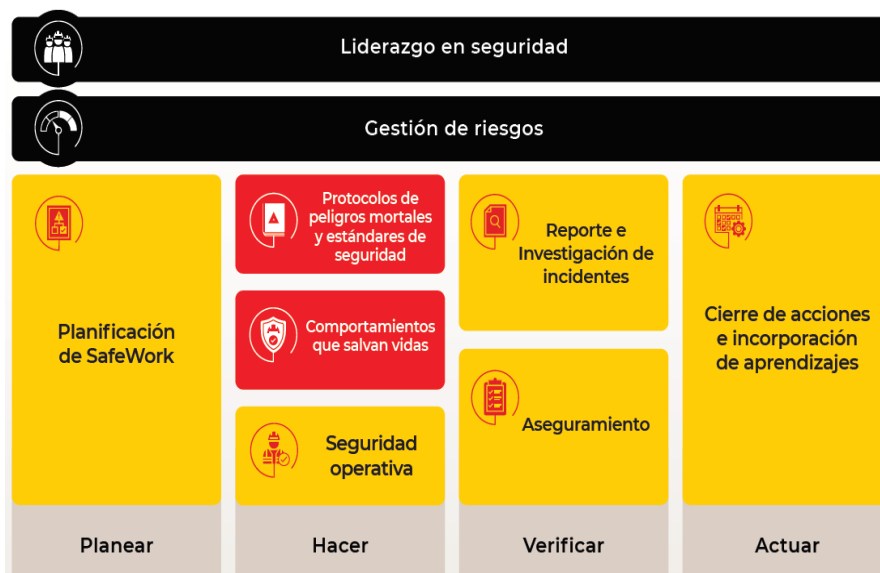 Liderazgo en seguridad
Gestión de riesgos
Planificación
de SafeWork
Protocolos de
peligros mortales
y estándares de
seguridad
Comportamientos
que salvan vidas
Seguridad
operativa
Reporte e
Investigación de
incidentes
Aseguramiento
Cierre de acciones
e incorporación
de aprendizajes
Planear
Hacer
Verificar
Actuar